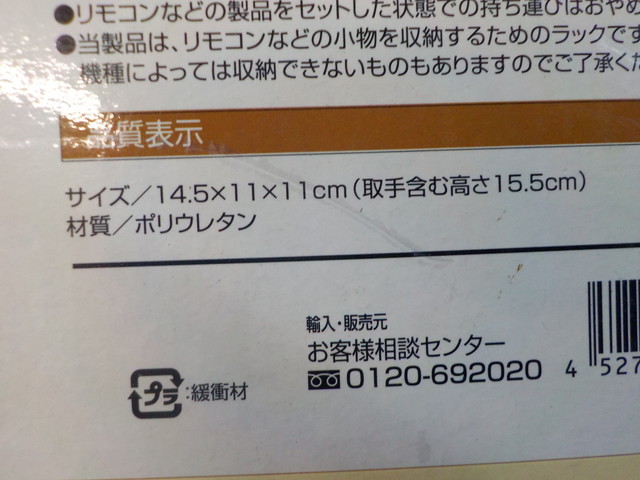 ●リモコンなどの製品をセットした状態での持ち運びはおやめ
●当製品は、リモコンなどの小物を収納するためのラックです
機種によっては収納できないものもありますのでご了承くだ
品質表示
サイズ／14.5×11×11cm（取手含む高さ15.5cm）
材質／ポリウレタン
輸入・販売元
お客様相談センター
0120-692020
4 527
プラ:緩衝材